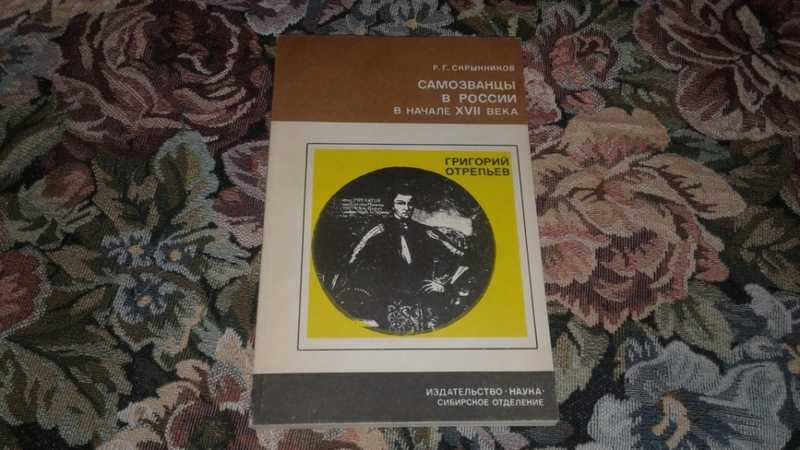 Р. Г. СКРЫННИКОВ
САМОЗВАНЦЫ
В РОССИИ
В НАЧАЛЕ XVII ВЕКА
ГРИГОРИЙ
ОТРЕПЬЕВ
ИЗДАТЕЛЬСТВО · НАУКА ·
СИБИРСКОЕ ОТДЕЛЕНИЕ